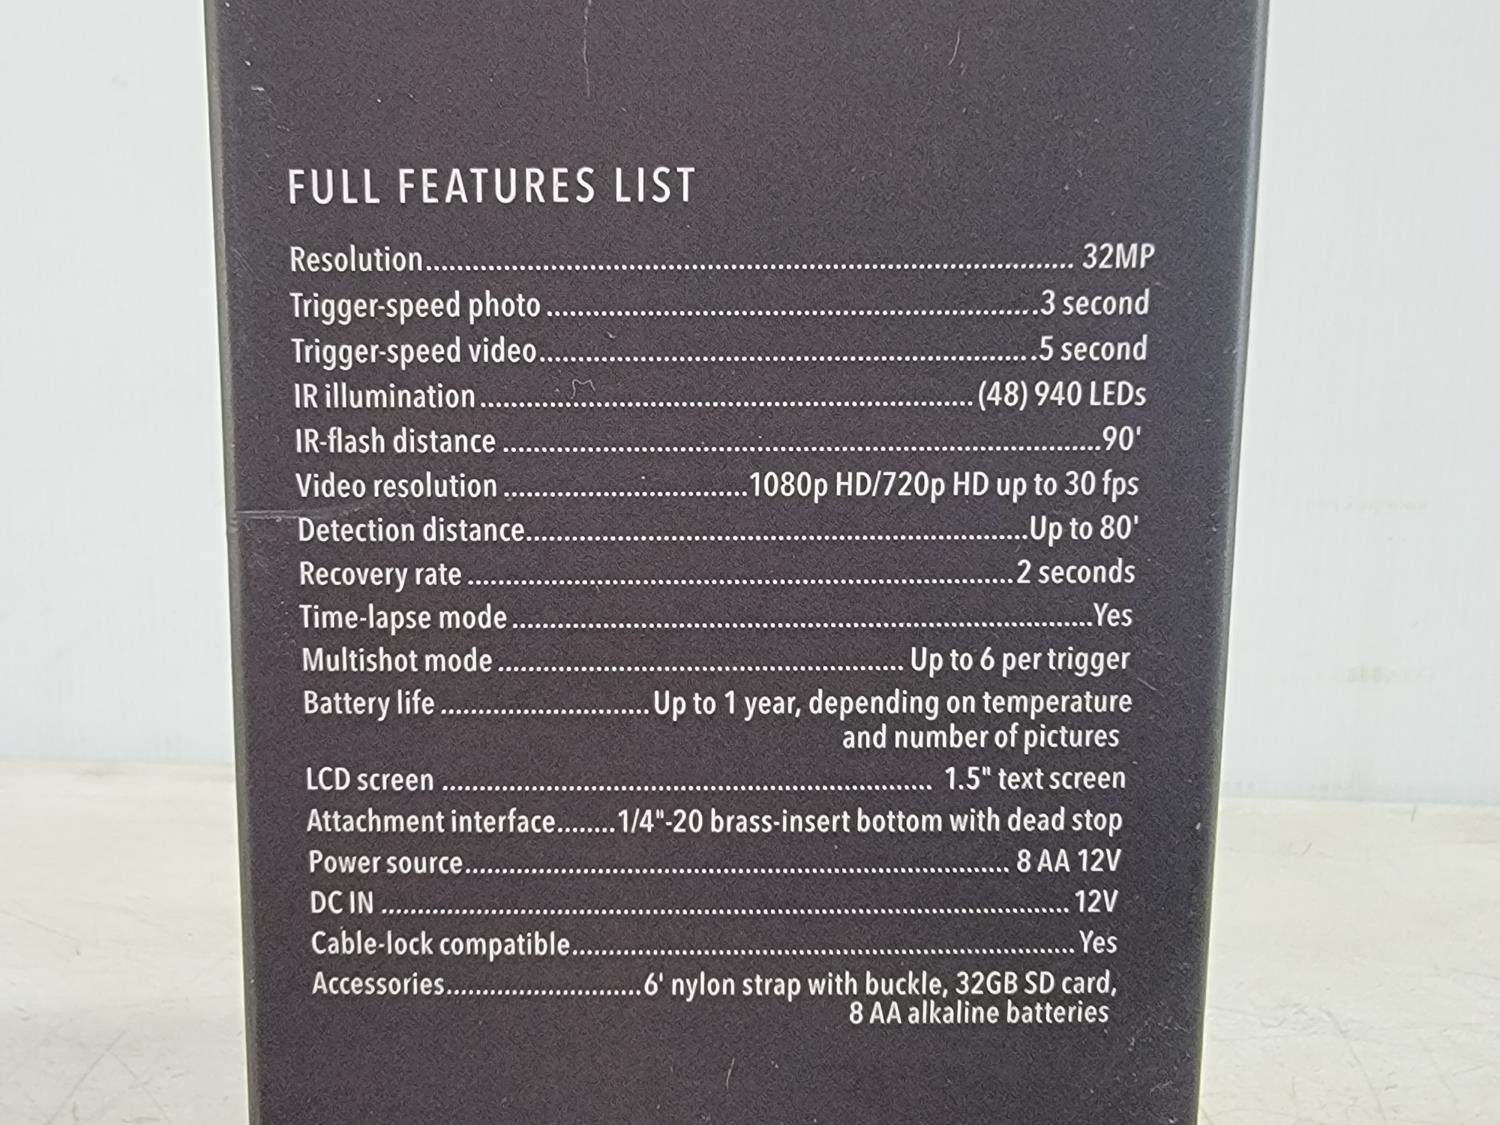 FULL FEATURES LIST
Resolution........................................................................................ 32MP
Trigger-speed photo ...................................................................3 second
Trigger-speed video....................................................................5 second
IR illumination .................................................................. (48) 940 LEDs
IR-flash distance ................................................................................90'
Video resolution ................................1080p HD/720p HD up to 30 fps
Detection distance....................................................................Up to 80'
Recovery rate .........................................................................2 seconds
Time-lapse mode ..............................................................................Yes
Multishot mode ...................................................... Up to 6 per trigger
Battery life ............................Up to 1 year, depending on temperature
and number of pictures
LCD screen .................................................................. 1.5" text screen
Attachment interface........1/4"-20 brass-insert bottom with dead stop
Power source......................................................................... 8 AA 12V
DC IN ............................................................................................ 12V
Cable-lock compatible.................................................................... Yes
Accessories..........................6' nylon strap with buckle, 32GB SD card,
8 AA alkaline batteries